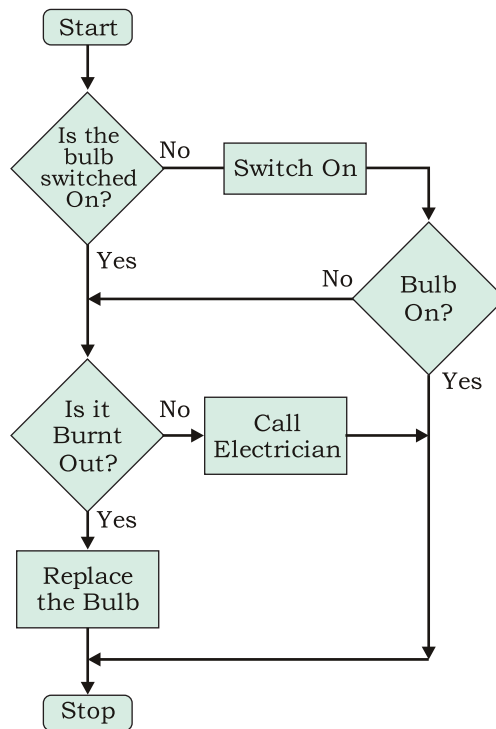 Start
Is the
bulb
switched
On?
No
Switch On
Yes
No
Bulb
On?
Yes
Is it
Burnt
Out?
No
Call
Electrician
Yes
Replace
the Bulb
Stop